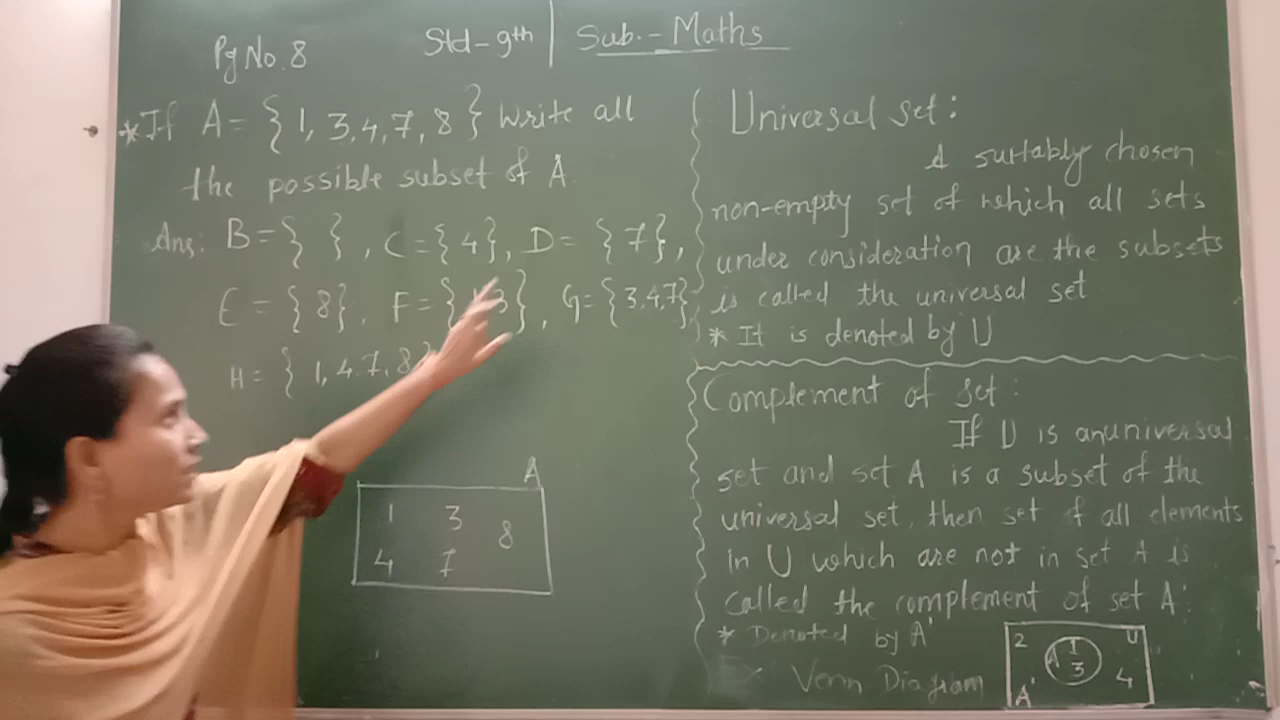 Pg No. 8
Std - 9th | Sub. - Maths
* If A = { 1, 3, 4, 7, 8 } Write all
the possible subset of A.
Ans: B = { }, C = {4}, D = {7},
E = {8}, F = {1,3}, G = {3,4,7},
H = { 1, 4, 7, 8}
A
1 3
8
4 7
Universal set:
A suitably chosen
non-empty set of which all sets
under consideration are the subsets
is called the universal set
* It is denoted by U
Complement of set:
If U is an universal
set and set A is a subset of the
universal set, then set of all elements
in U which are not in set A is
called the complement of set A.
* Denoted by A'
Venn Diagram
2 U
A 1
3
4
A'